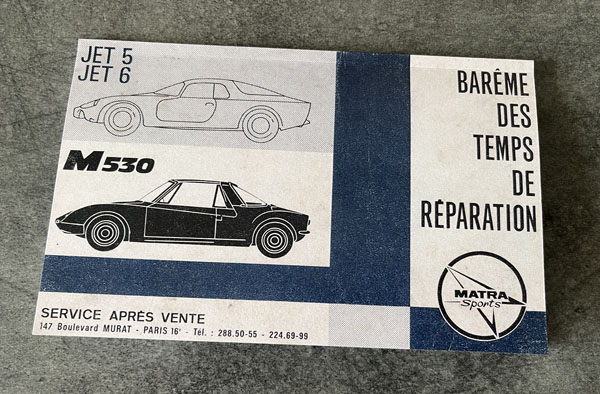 JET 5
JET 6
M530
SERVICE APRÈS VENTE
147 Boulevard MURAT - PARIS 16e - Tél. : 288.50-55 - 224.69-99
BARÊME
DES
TEMPS
DE
RÉPARATION
MATRA
Sports